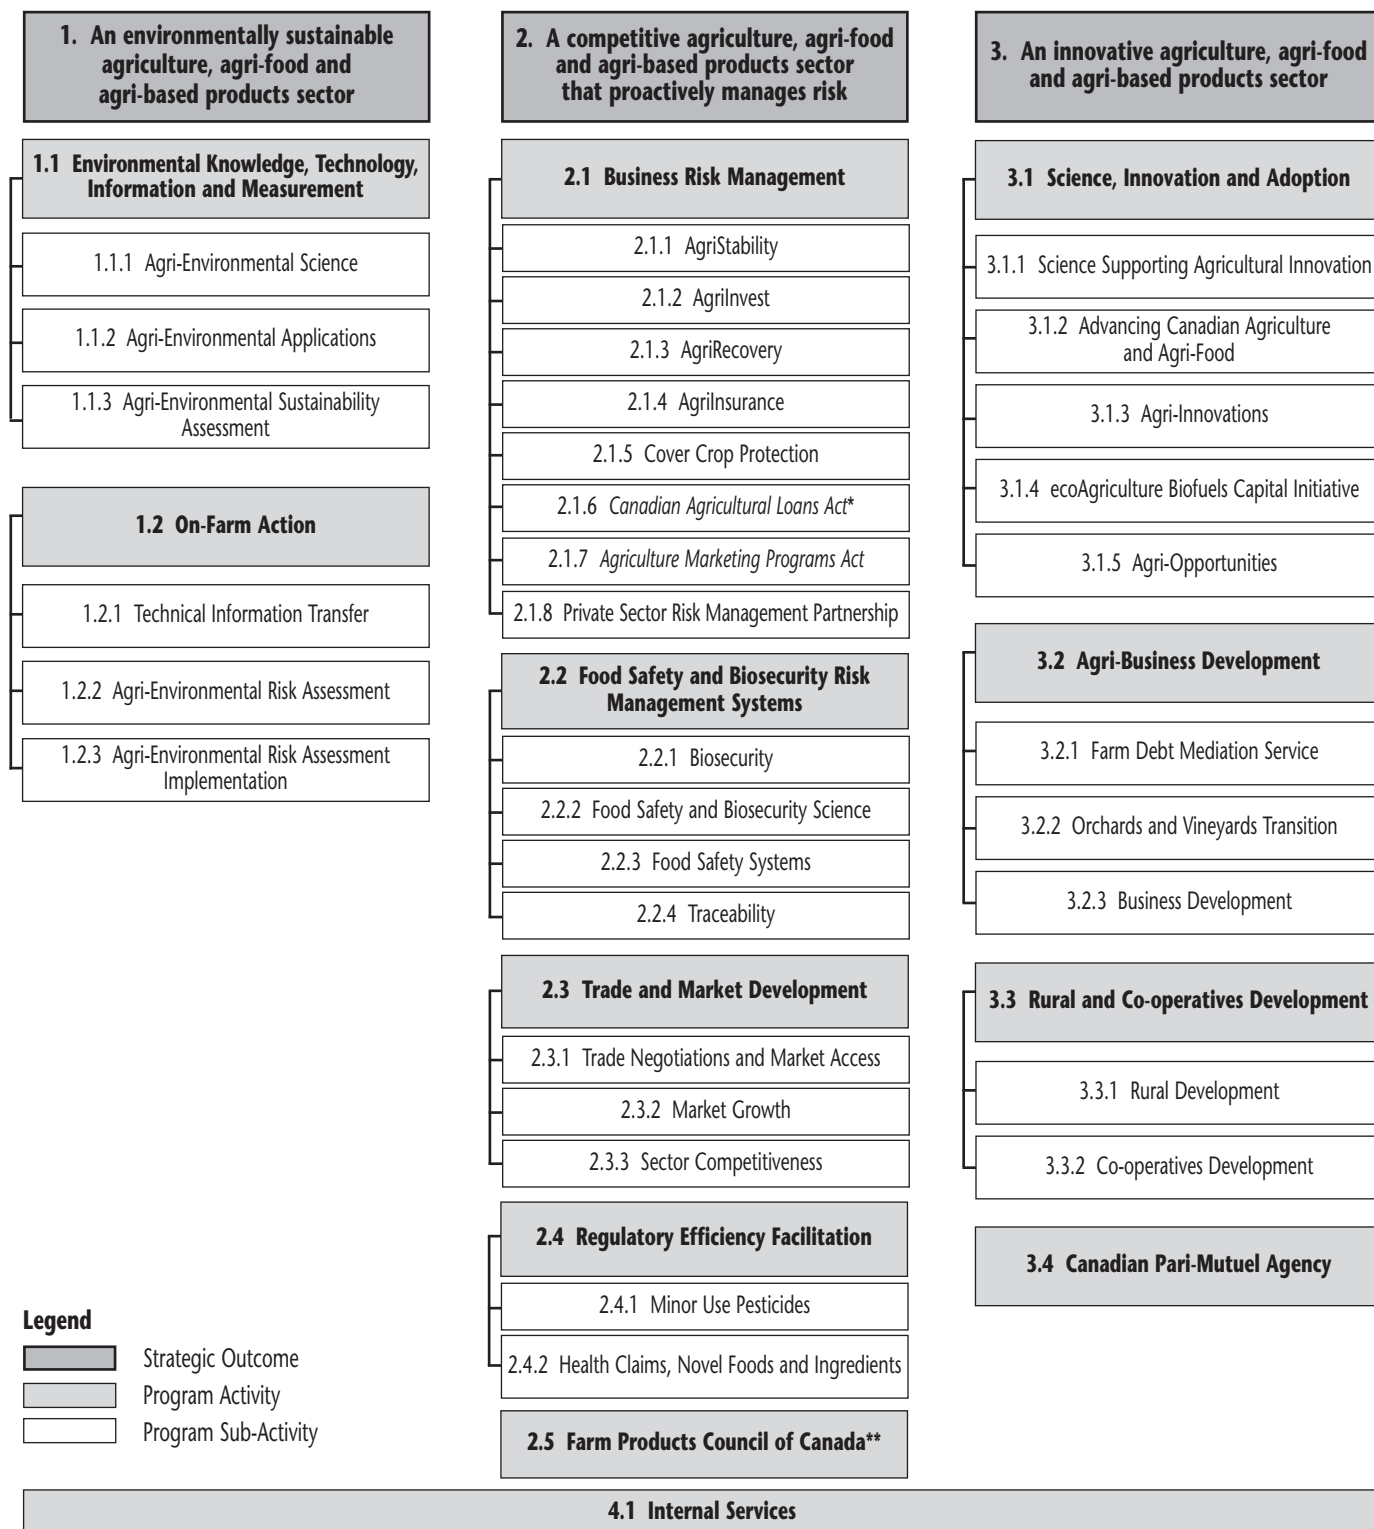 1. An environmentally sustainable
agriculture, agri-food and
agri-based products sector
1.1 Environmental Knowledge, Technology,
Information and Measurement
1.1.1 Agri-Environmental Science
1.1.2 Agri-Environmental Applications
1.1.3 Agri-Environmental Sustainability
Assessment
1.2 On-Farm Action
1.2.1 Technical Information Transfer
1.2.2 Agri-Environmental Risk Assessment
1.2.3 Agri-Environmental Risk Assessment
Implementation
2. A competitive agriculture, agri-food
and agri-based products sector
that proactively manages risk
2.1 Business Risk Management
2.1.1 AgriStability
2.1.2 AgriInvest
2.1.3 AgriRecovery
2.1.4 AgriInsurance
2.1.5 Cover Crop Protection
2.1.6 Canadian Agricultural Loans Act*
2.1.7 Agriculture Marketing Programs Act
2.1.8 Private Sector Risk Management Partnership
2.2 Food Safety and Biosecurity Risk
Management Systems
2.2.1 Biosecurity
2.2.2 Food Safety and Biosecurity Science
2.2.3 Food Safety Systems
2.2.4 Traceability
2.3 Trade and Market Development
2.3.1 Trade Negotiations and Market Access
2.3.2 Market Growth
2.3.3 Sector Competitiveness
2.4 Regulatory Efficiency Facilitation
2.4.1 Minor Use Pesticides
2.4.2 Health Claims, Novel Foods and Ingredients
2.5 Farm Products Council of Canada**
3. An innovative agriculture, agri-food
and agri-based products sector
3.1 Science, Innovation and Adoption
3.1.1 Science Supporting Agricultural Innovation
3.1.2 Advancing Canadian Agriculture
and Agri-Food
3.1.3 Agri-Innovations
3.1.4 ecoAgriculture Biofuels Capital Initiative
3.1.5 Agri-Opportunities
3.2 Agri-Business Development
3.2.1 Farm Debt Mediation Service
3.2.2 Orchards and Vineyards Transition
3.2.3 Business Development
3.3 Rural and Co-operatives Development
3.3.1 Rural Development
3.3.2 Co-operatives Development
3.4 Canadian Pari-Mutuel Agency
Legend
Strategic Outcome
Program Activity
Program Sub-Activity
4.1 Internal Services